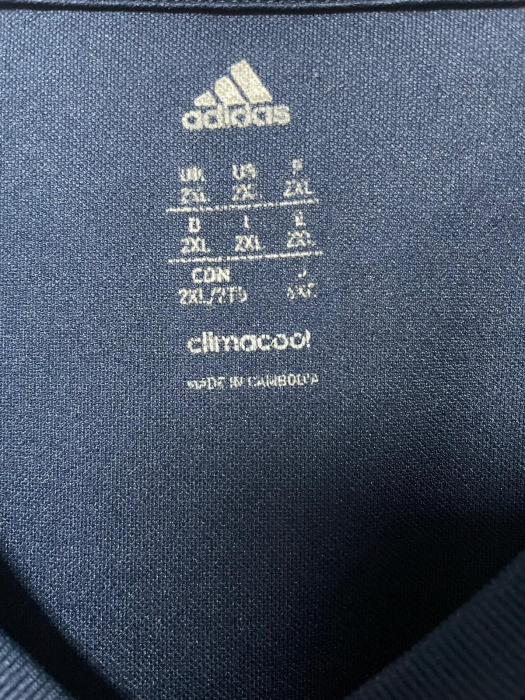 adidas
UK US F
2XL 2XL 2XL
D I E
2XL 2XL 2XL
CDN J
2XL/2TG
climacool
MADE IN CAMBODIA